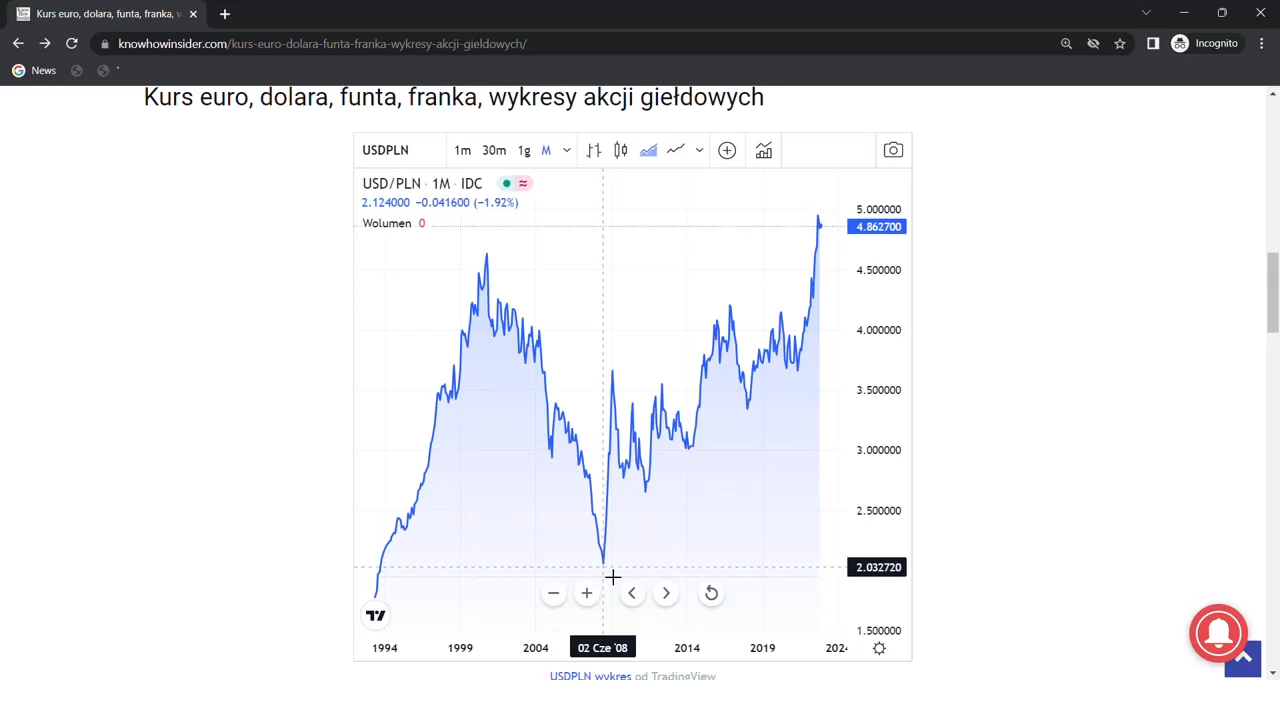 Kurs euro, dolara, funta, franka, w
knowhowinsider.com/kurs-euro-dolara-funta-franka-wykresy-akcji-gieldowych/
Incognito
News
Kurs euro, dolara, funta, franka, wykresy akcji giełdowych
USDPLN 1m 30m 1g M
USD/PLN · 1M · IDC
2.124000 −0.041600 (−1.92%)
Wolumen 0
5.000000
4.862700
4.500000
4.000000
3.500000
3.000000
2.500000
2.032720
1.500000
1994 1999 2004 02 Cze '08 2014 2019 2024
USDPLN wykres od TradingView